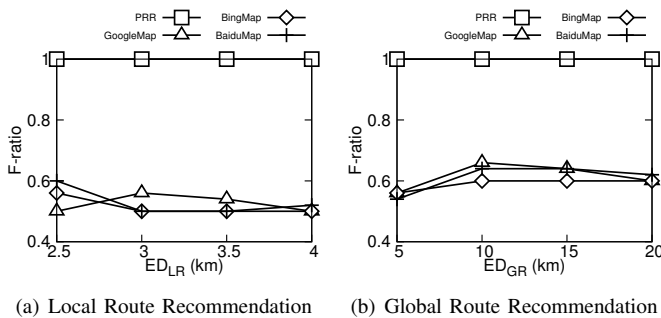 PRR BingMap
GoogleMap BaiduMap
1
0.8
0.6
0.4
F-ratio
2.5 3 3.5 4
ED_LR (km)
(a) Local Route Recommendation
PRR BingMap
GoogleMap BaiduMap
1
0.8
0.6
0.4
F-ratio
5 10 15 20
ED_GR (km)
(b) Global Route Recommendation